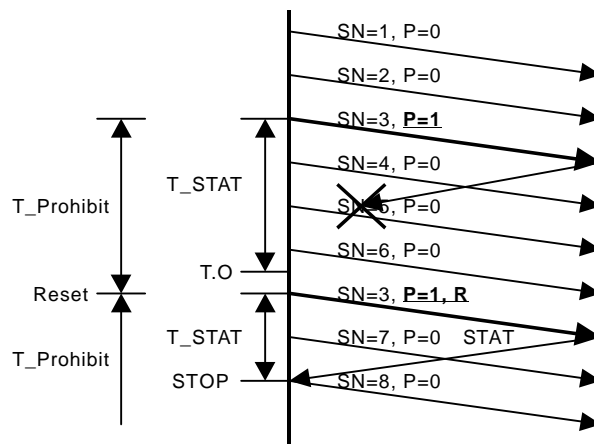 SN=1, P=0
SN=2, P=0
SN=3, P=1
SN=4, P=0
T_STAT
T_Prohibit
SN=5, P=0
SN=6, P=0
T.O
Reset
SN=3, P=1, R
T_STAT
SN=7, P=0
STAT
T_Prohibit
STOP
SN=8, P=0